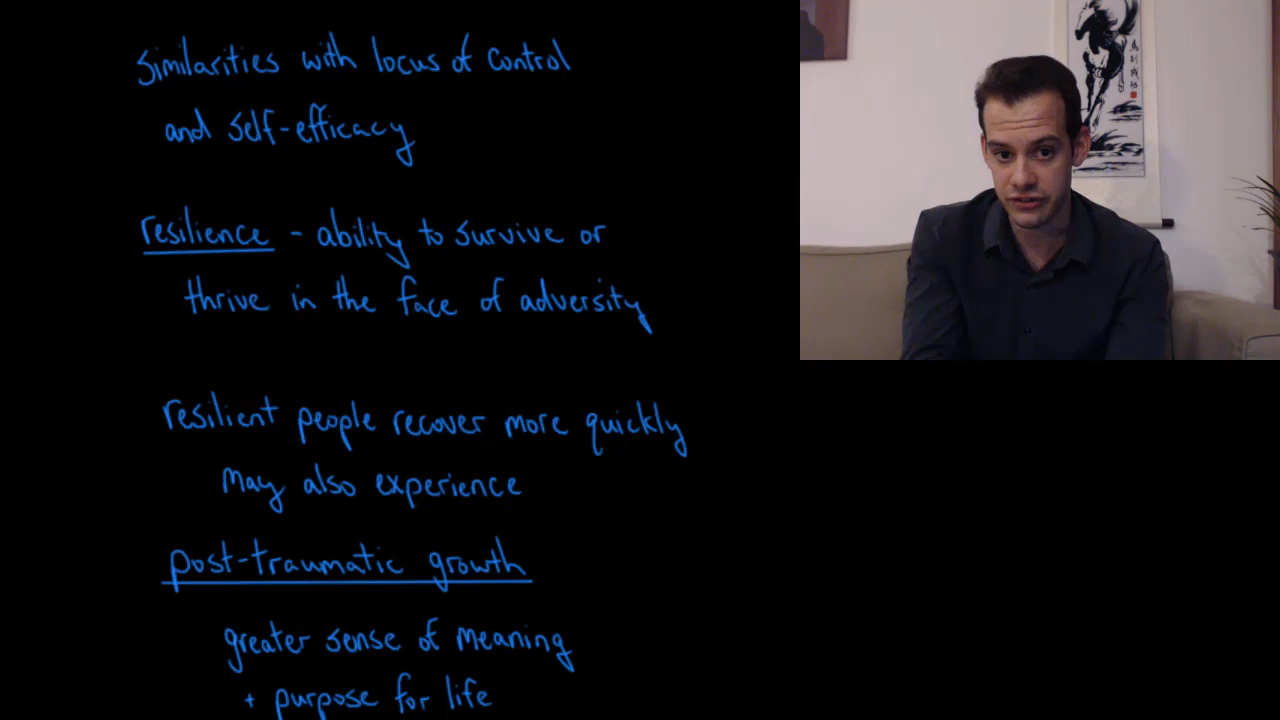 similarities with locus of control
and self-efficacy
resilience - ability to survive or
thrive in the face of adversity
resilient people recover more quickly
may also experience
post-traumatic growth
greater sense of meaning
+ purpose for life